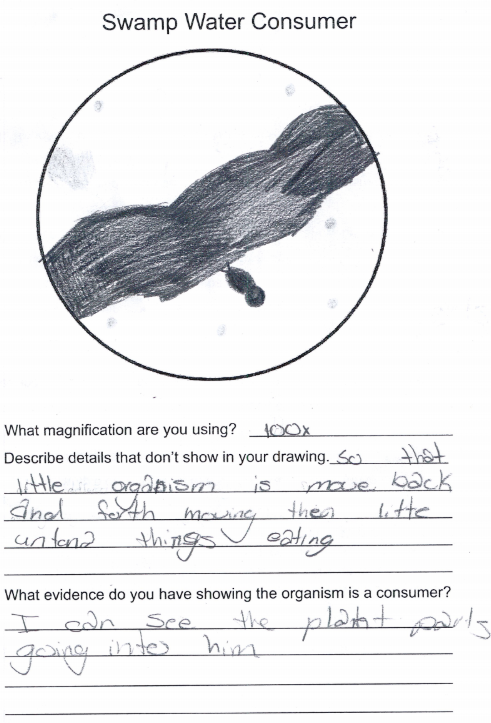 Swamp Water Consumer
What magnification are you using? 100x
Describe details that don't show in your drawing. so that
little organism is move back
and forth moving then litte
untana things eating
What evidence do you have showing the organism is a consumer?
I can see the plant parts
going inter him